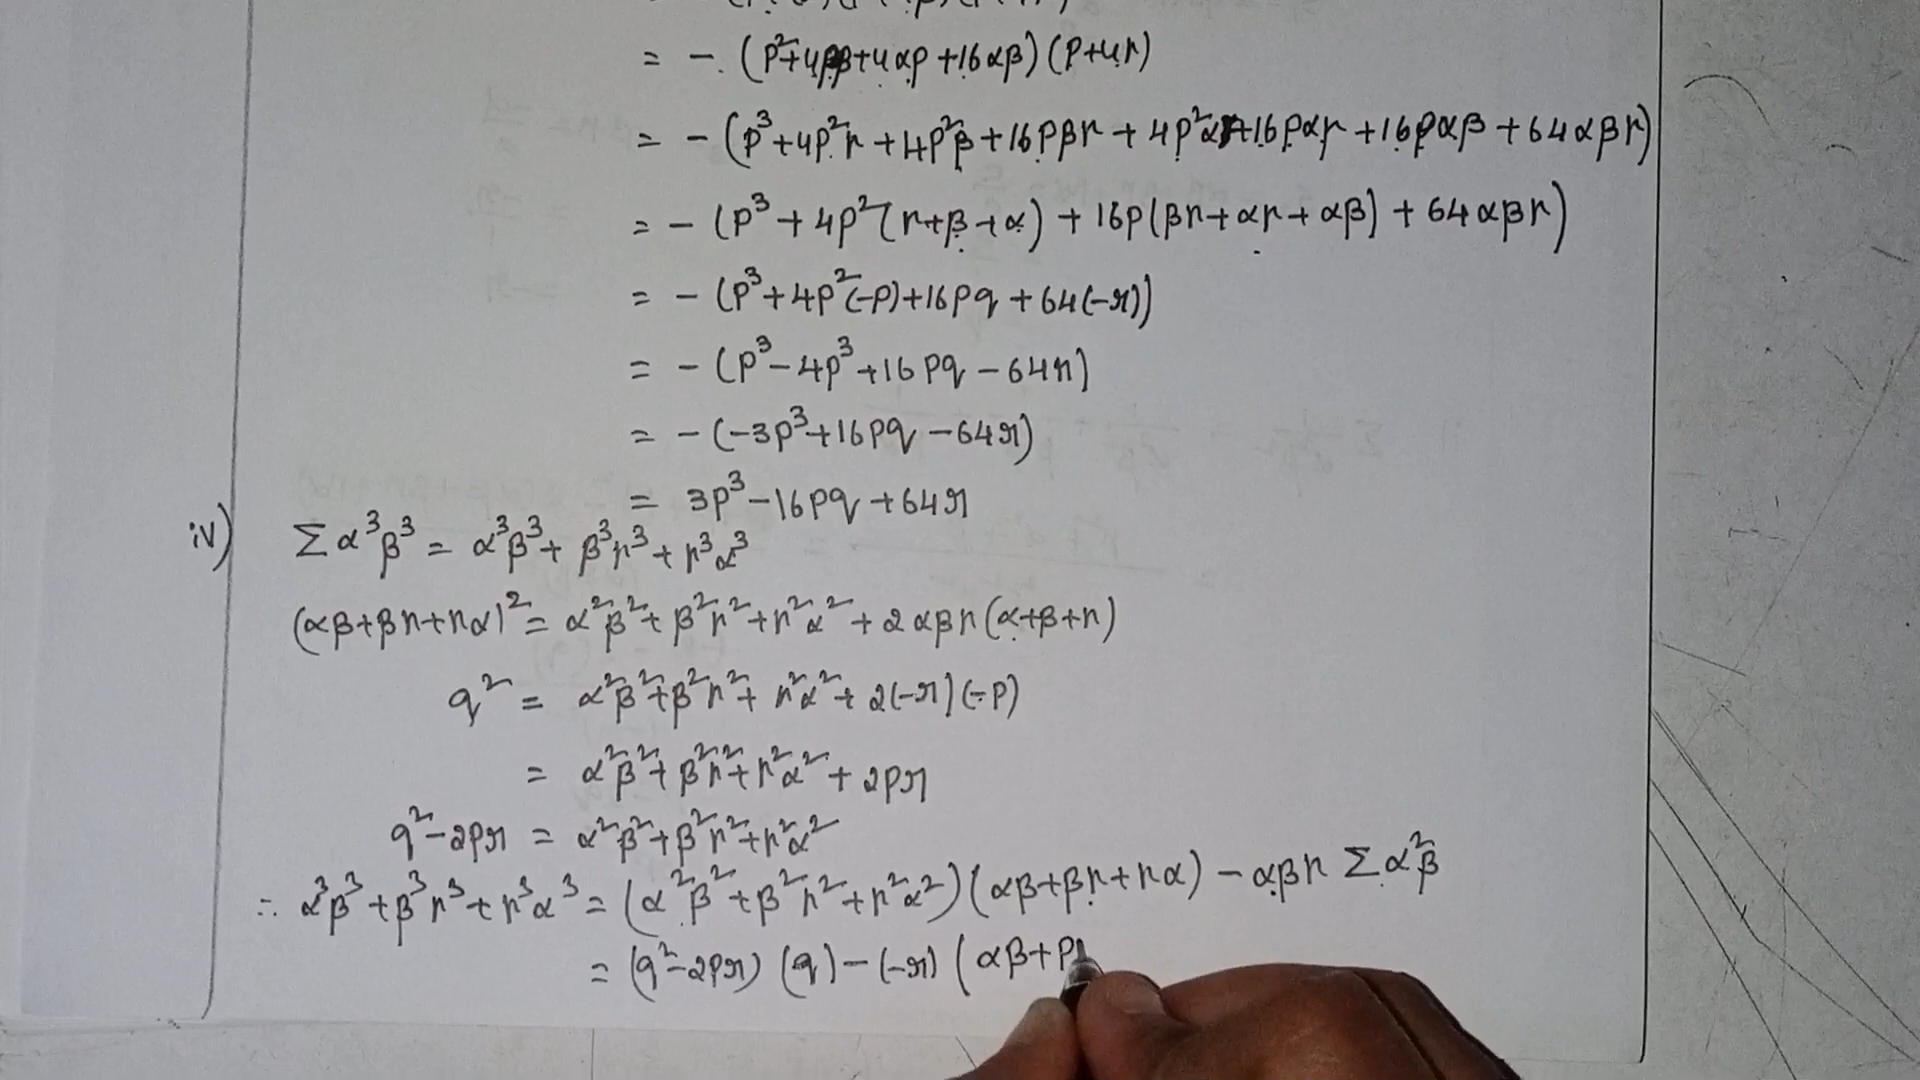 = - (p²+4pβ+4αp+16αβ)(p+4r)
= - (p³+4p²r+4p²β+16pβr+4p²α+16pαr+16pαβ+64αβr)
= - (p³+4p²(r+β+α)+16p(βr+αr+αβ)+64αβr)
= - (p³+4p²(-p)+16pq+64(-r))
= - (p³-4p³+16pq-64r)
= - (-3p³+16pq-64r)
= 3p³-16pq+64r
iv) Σα³β³ = α³β³+β³r³+r³α³
(αβ+βr+rα)² = α²β²+β²r²+r²α²+2αβr(α+β+r)
q² = α²β²+β²r²+r²α²+2(-r)(-p)
= α²β²+β²r²+r²α²+2pr
q²-2pr = α²β²+β²r²+r²α²
∴ α³β³+β³r³+r³α³ = (α²β²+β²r²+r²α²)(αβ+βr+rα) - αβr Σα²β
= (q²-2pr)(q)-(-r)(αβ+β